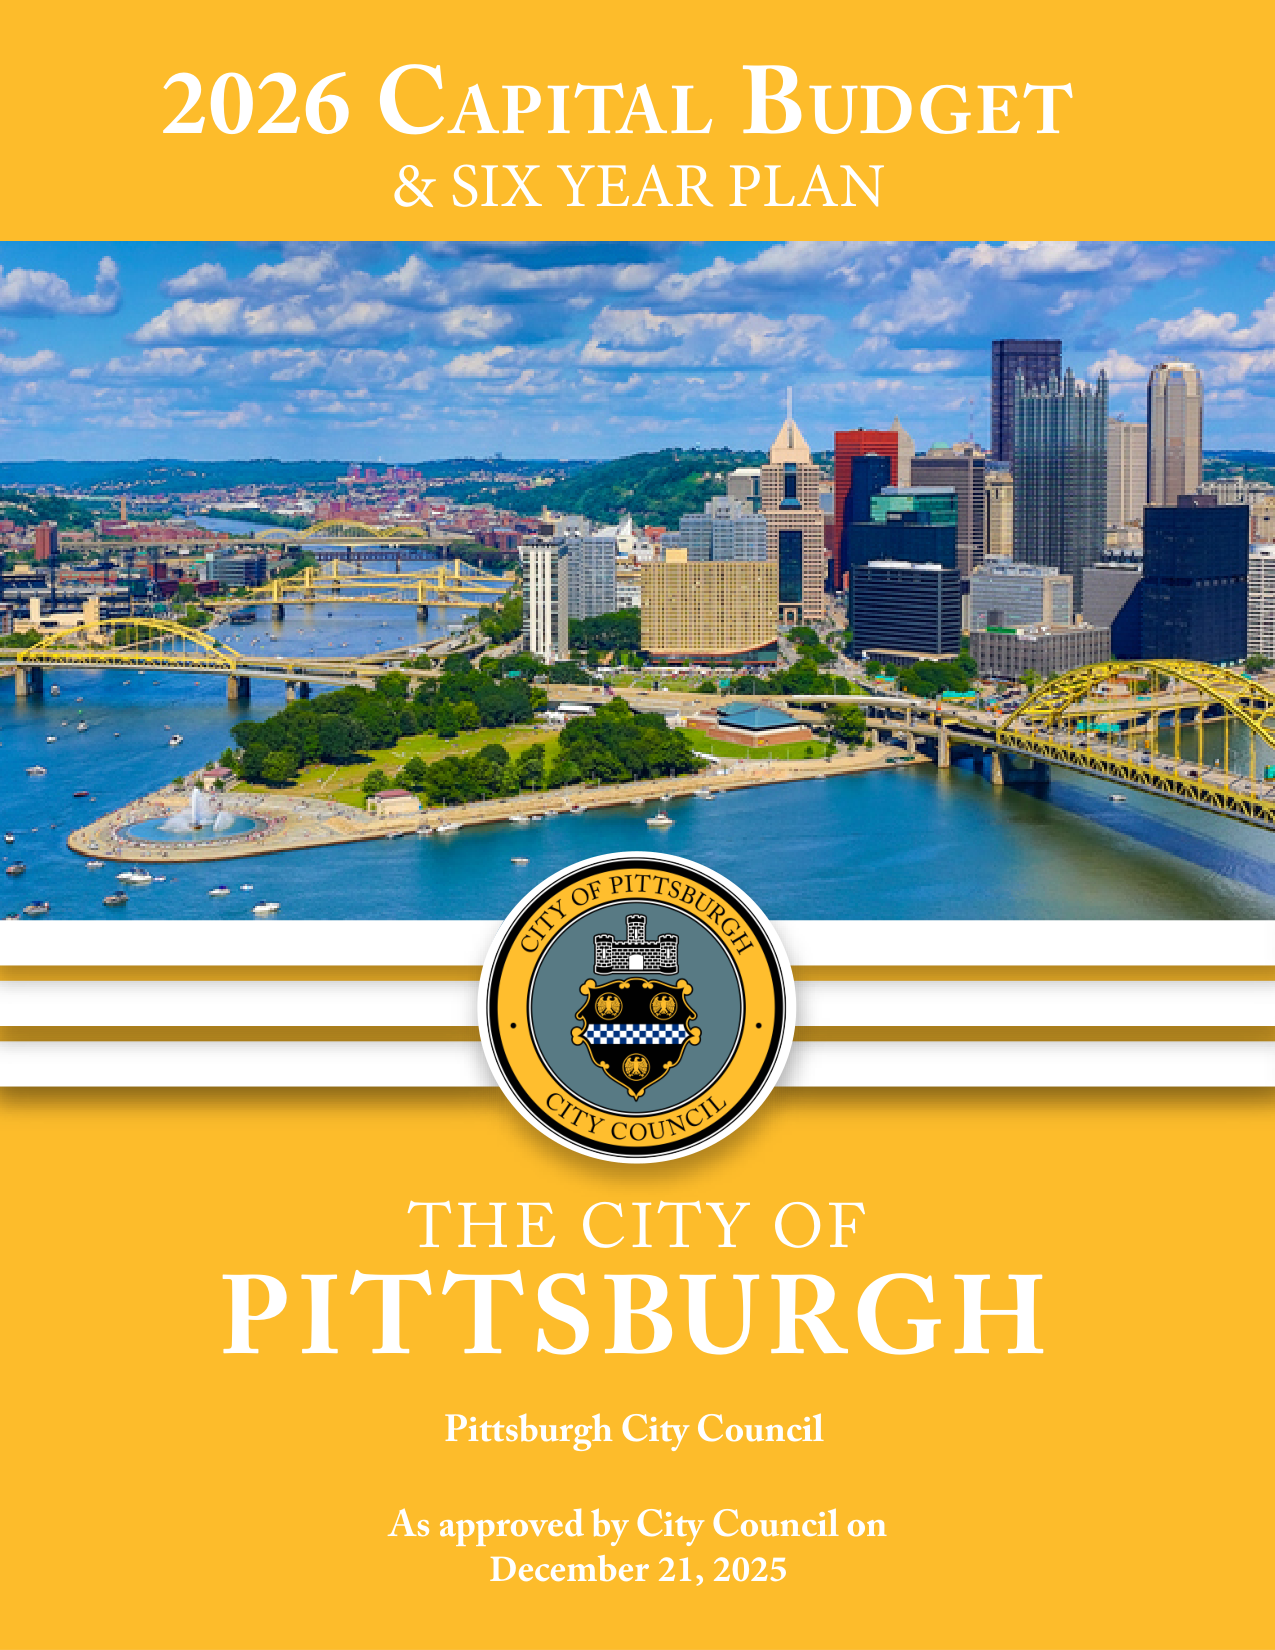 2026 Capital Budget
& SIX YEAR PLAN
CITY OF PITTSBURGH
CITY COUNCIL
THE CITY OF
PITTSBURGH
Pittsburgh City Council
As approved by City Council on
December 21, 2025